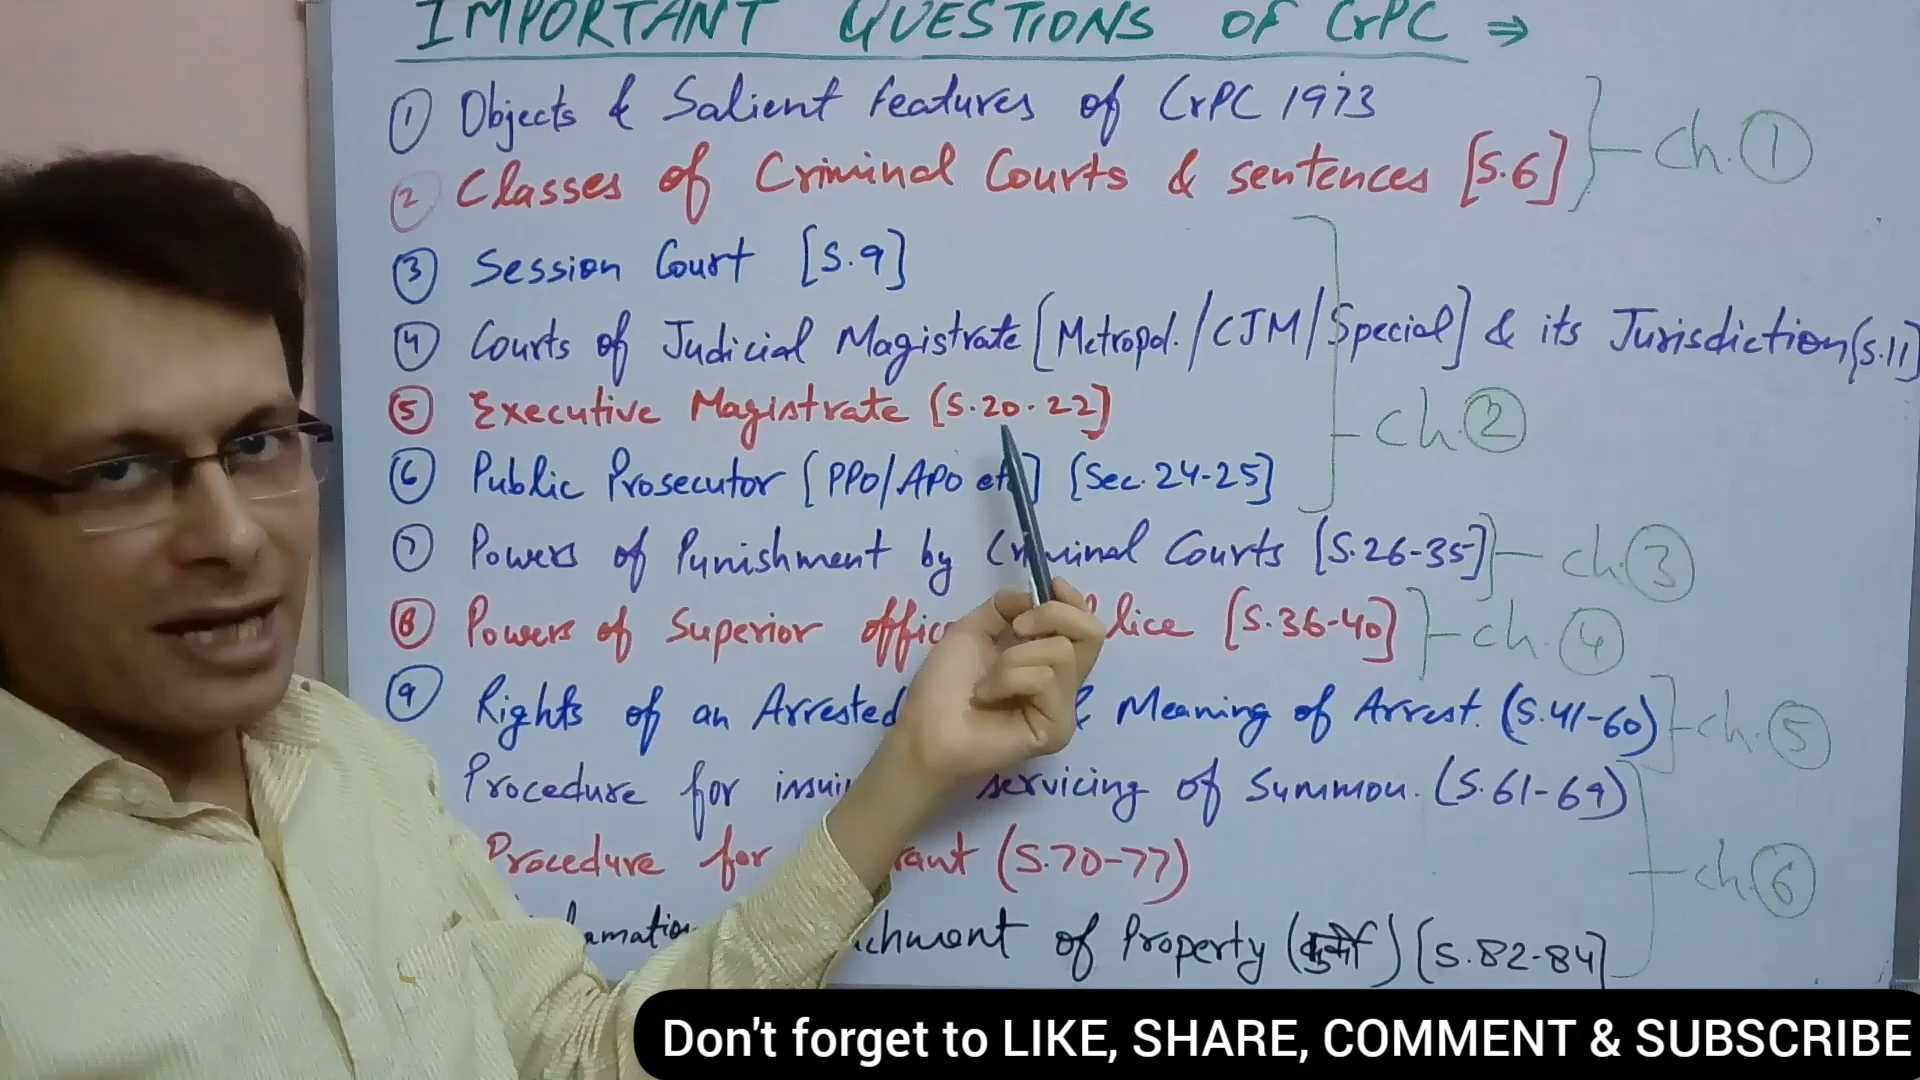 IMPORTANT QUESTIONS OF CrPC ⇒
① Objects & Salient features of CrPC 1973
② Classes of Criminal Courts & sentences [S.6] } ch. ①
③ Session Court [S.9]
④ Courts of Judicial Magistrate [Metropol./CJM/Special] & its Jurisdiction (S.11]
⑤ Executive Magistrate [S.20-22] ch. ②
⑥ Public Prosecutor [PPO/APO et] [Sec. 24-25]
⑦ Powers of Punishment by Criminal Courts [S.26-35] ch. ③
⑧ Powers of Superior offic lice [S.36-40] ch. ④
⑨ Rights of an Arrested & Meaning of Arrest. (S.41-60) ch. ⑤
Procedure for issui servicing of Summon. (S.61-69)
Procedure for rant (S.70-77) ch. ⑥
amation chment of Property () [S.82-84]
Don't forget to LIKE, SHARE, COMMENT & SUBSCRIBE